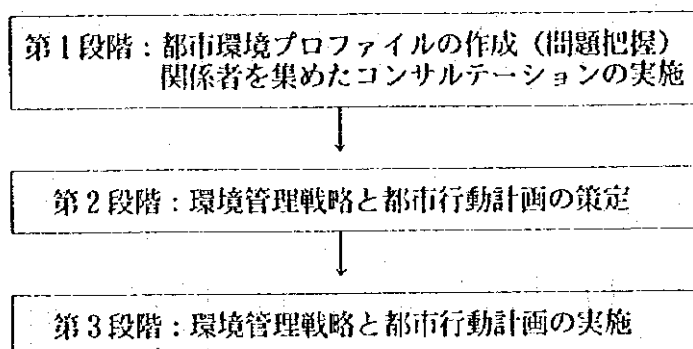 第1段階：都市環境プロファイルの作成（問題把握）
関係者を集めたコンサルテーションの実施
第2段階：環境管理戦略と都市行動計画の策定
第3段階：環境管理戦略と都市行動計画の実施